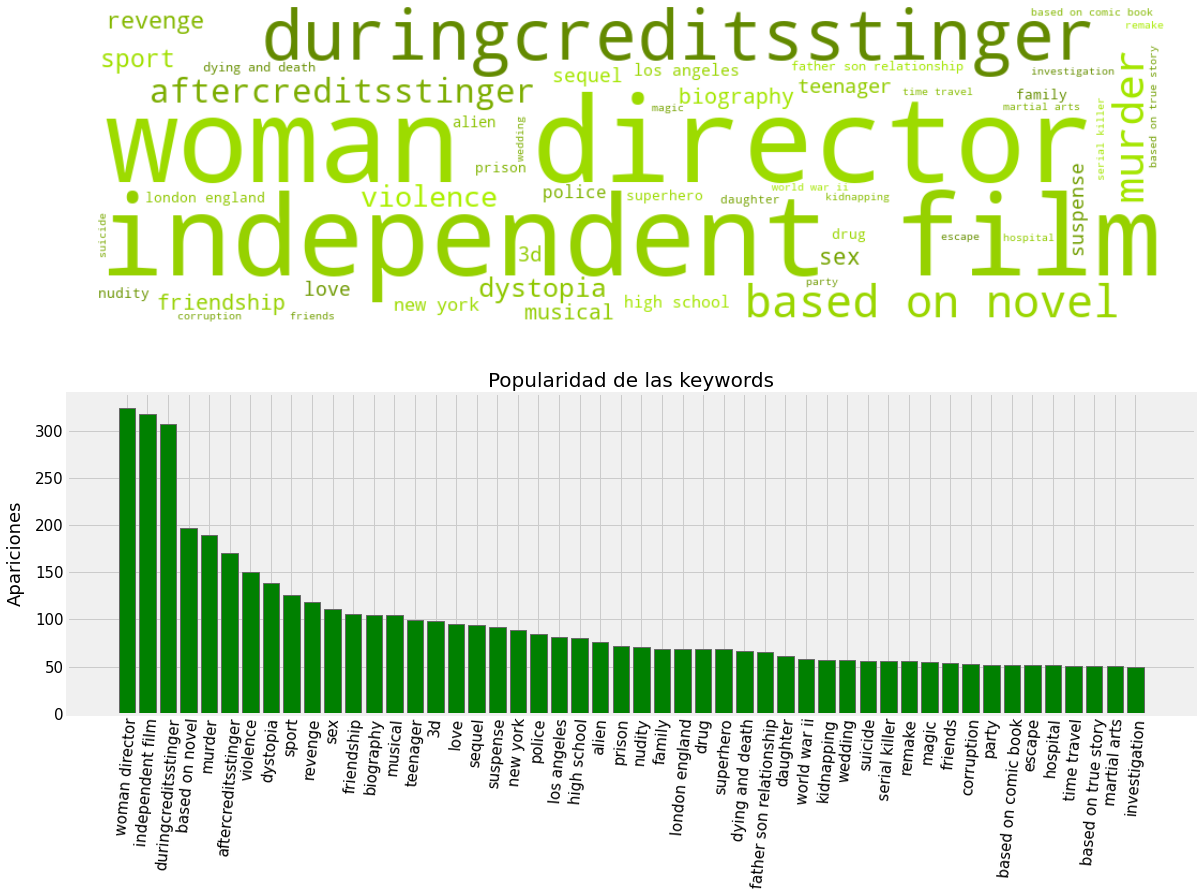 revenge
duringcreditsstinger
based on comic book
remake
sport
dying and death
sequel
los angeles
father son relationship
investigation
murder
based on true story
aftercreditsstinger
biography
teenager
time travel
family
magic
martial arts
alien
wedding
serial killer
woman director
prison
world war ii
suspense
london england
violence
police
superhero
daughter
kidnapping
suicide
independent film
3d
drug
escape
hospital
sex
nudity
friendship
love
new york
dystopia
high school
party
based on novel
corruption
friends
musical
Popularidad de las keywords
Apariciones
300
250
200
150
100
50
0
woman director
independent film
duringcreditsstinger
based on novel
murder
aftercreditsstinger
violence
dystopia
sport
revenge
sex
friendship
biography
musical
teenager
3d
love
sequel
suspense
new york
police
los angeles
high school
alien
prison
nudity
family
london england
drug
superhero
dying and death
father son relationship
daughter
world war ii
kidnapping
wedding
suicide
serial killer
remake
magic
friends
corruption
party
based on comic book
escape
hospital
time travel
based on true story
martial arts
investigation